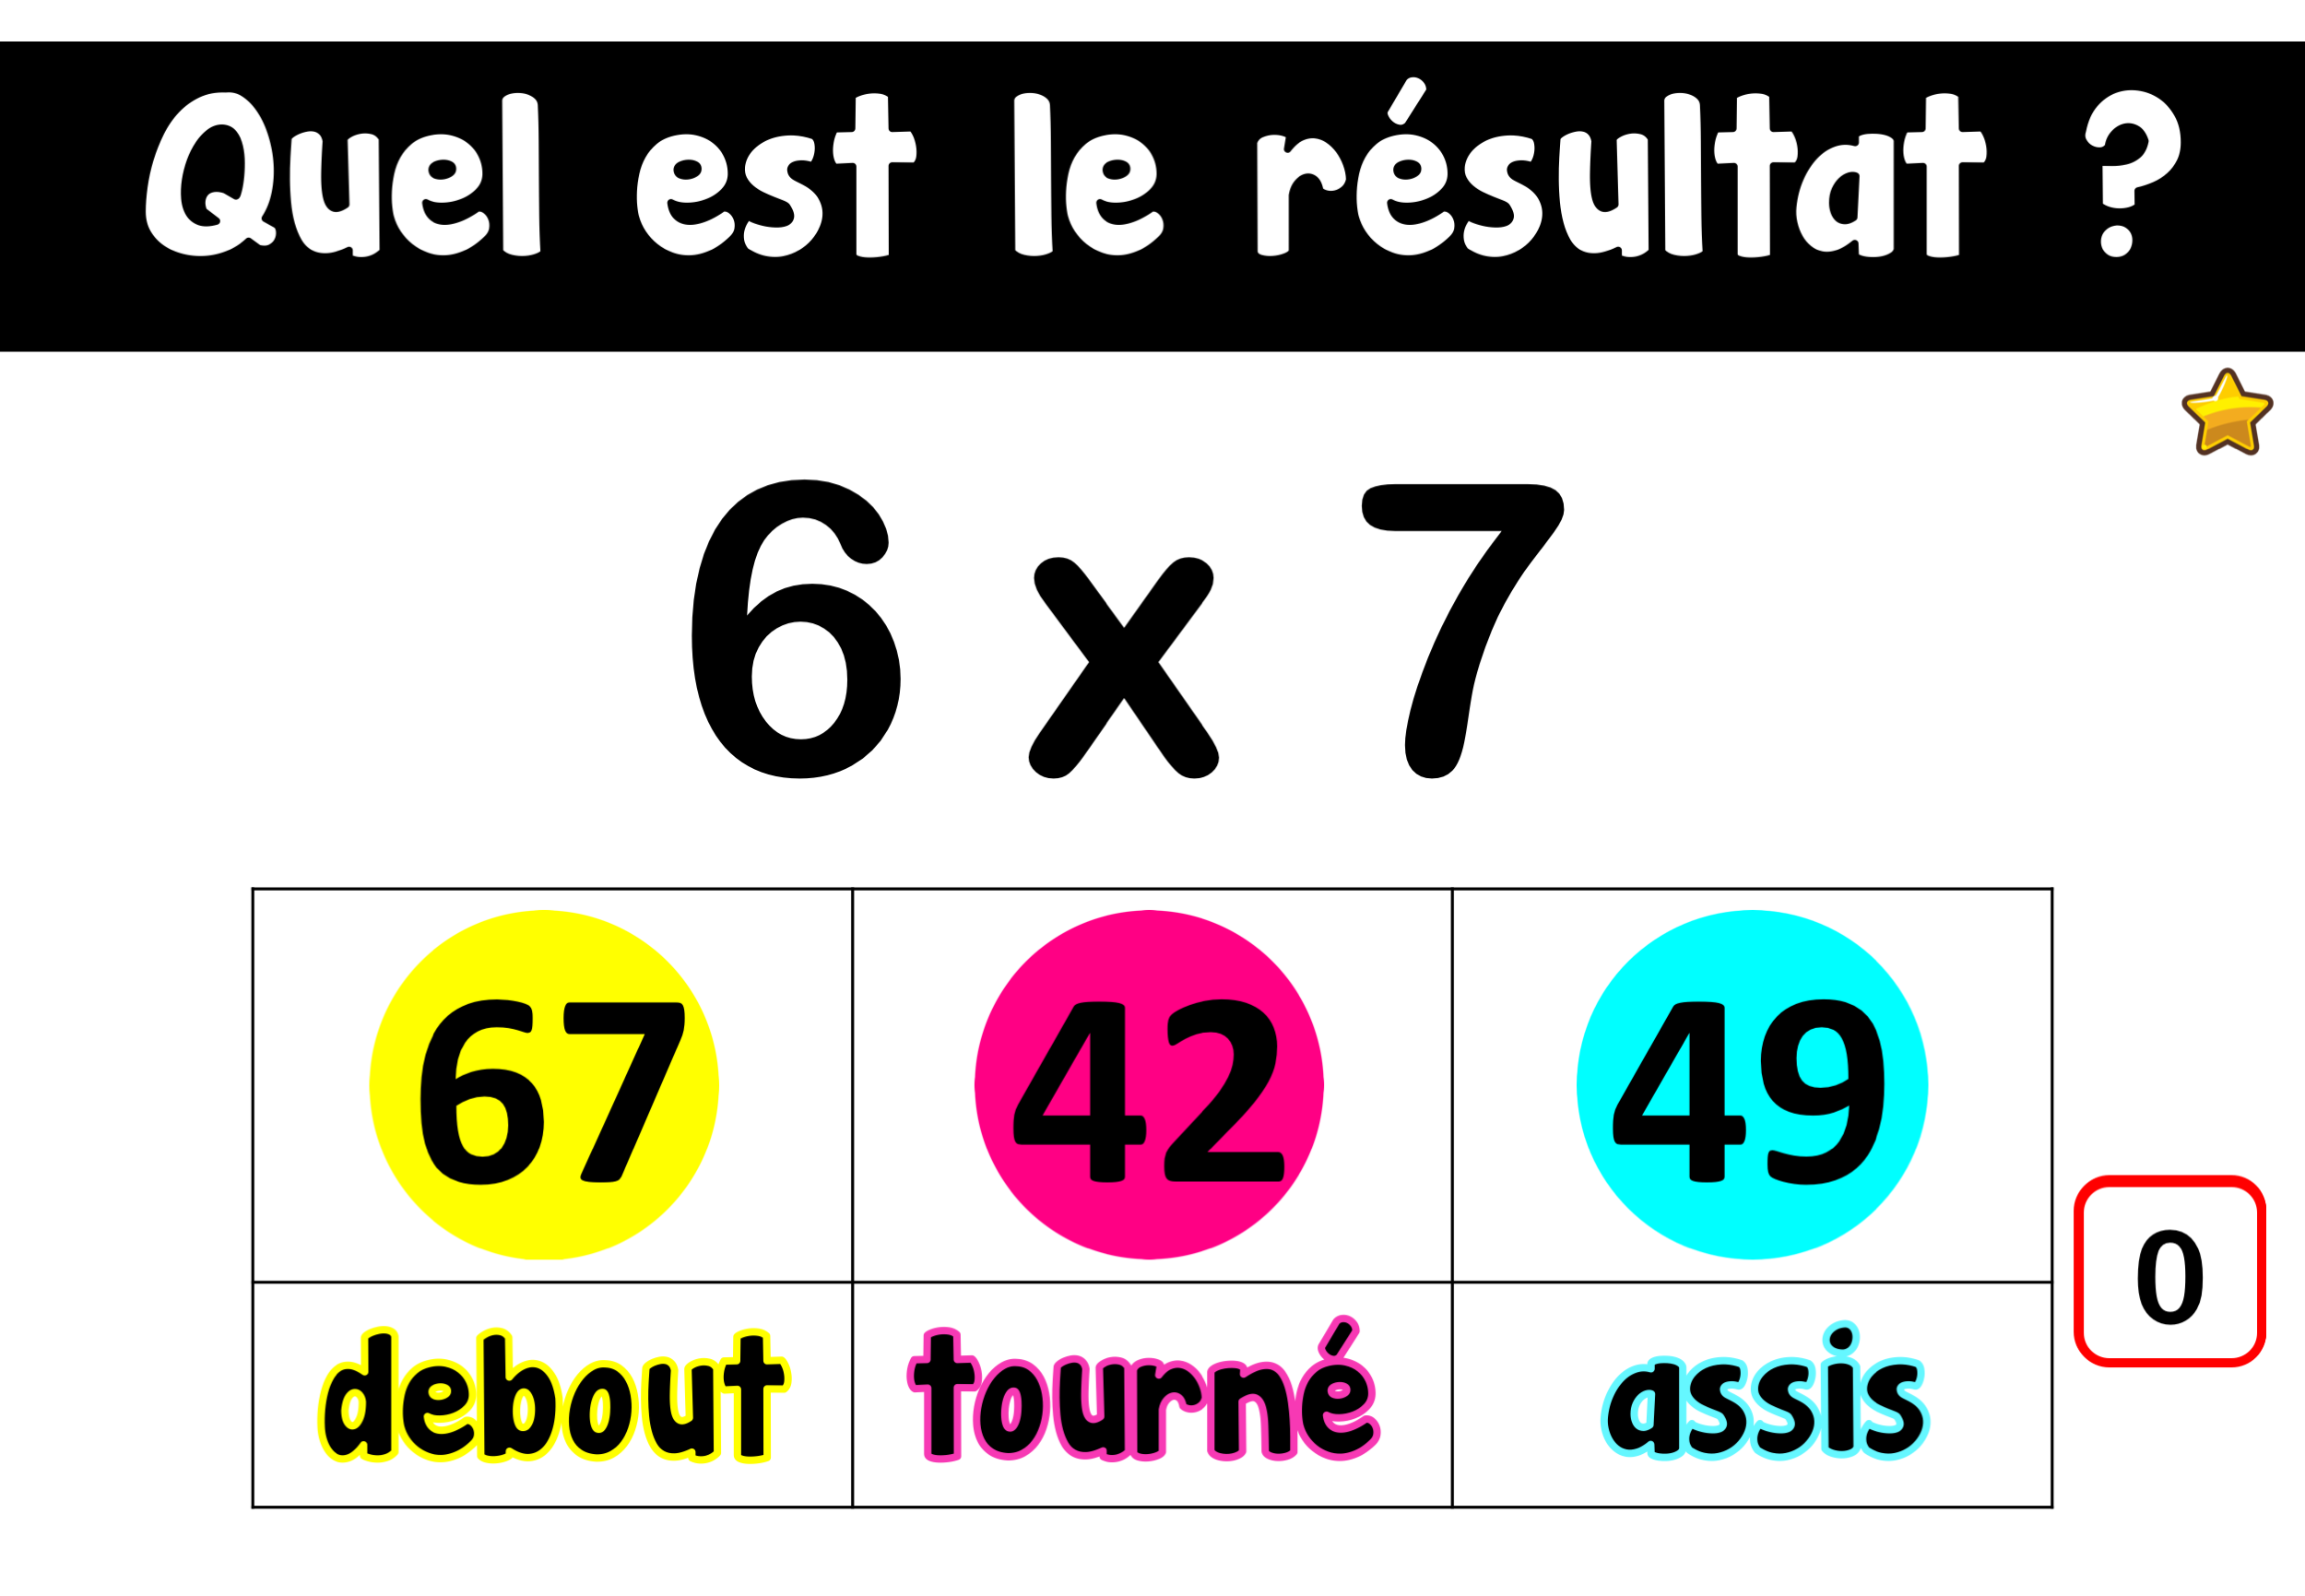 Quel est le résultat ?
6 x 7
67 42 49
0
debout tourné assis